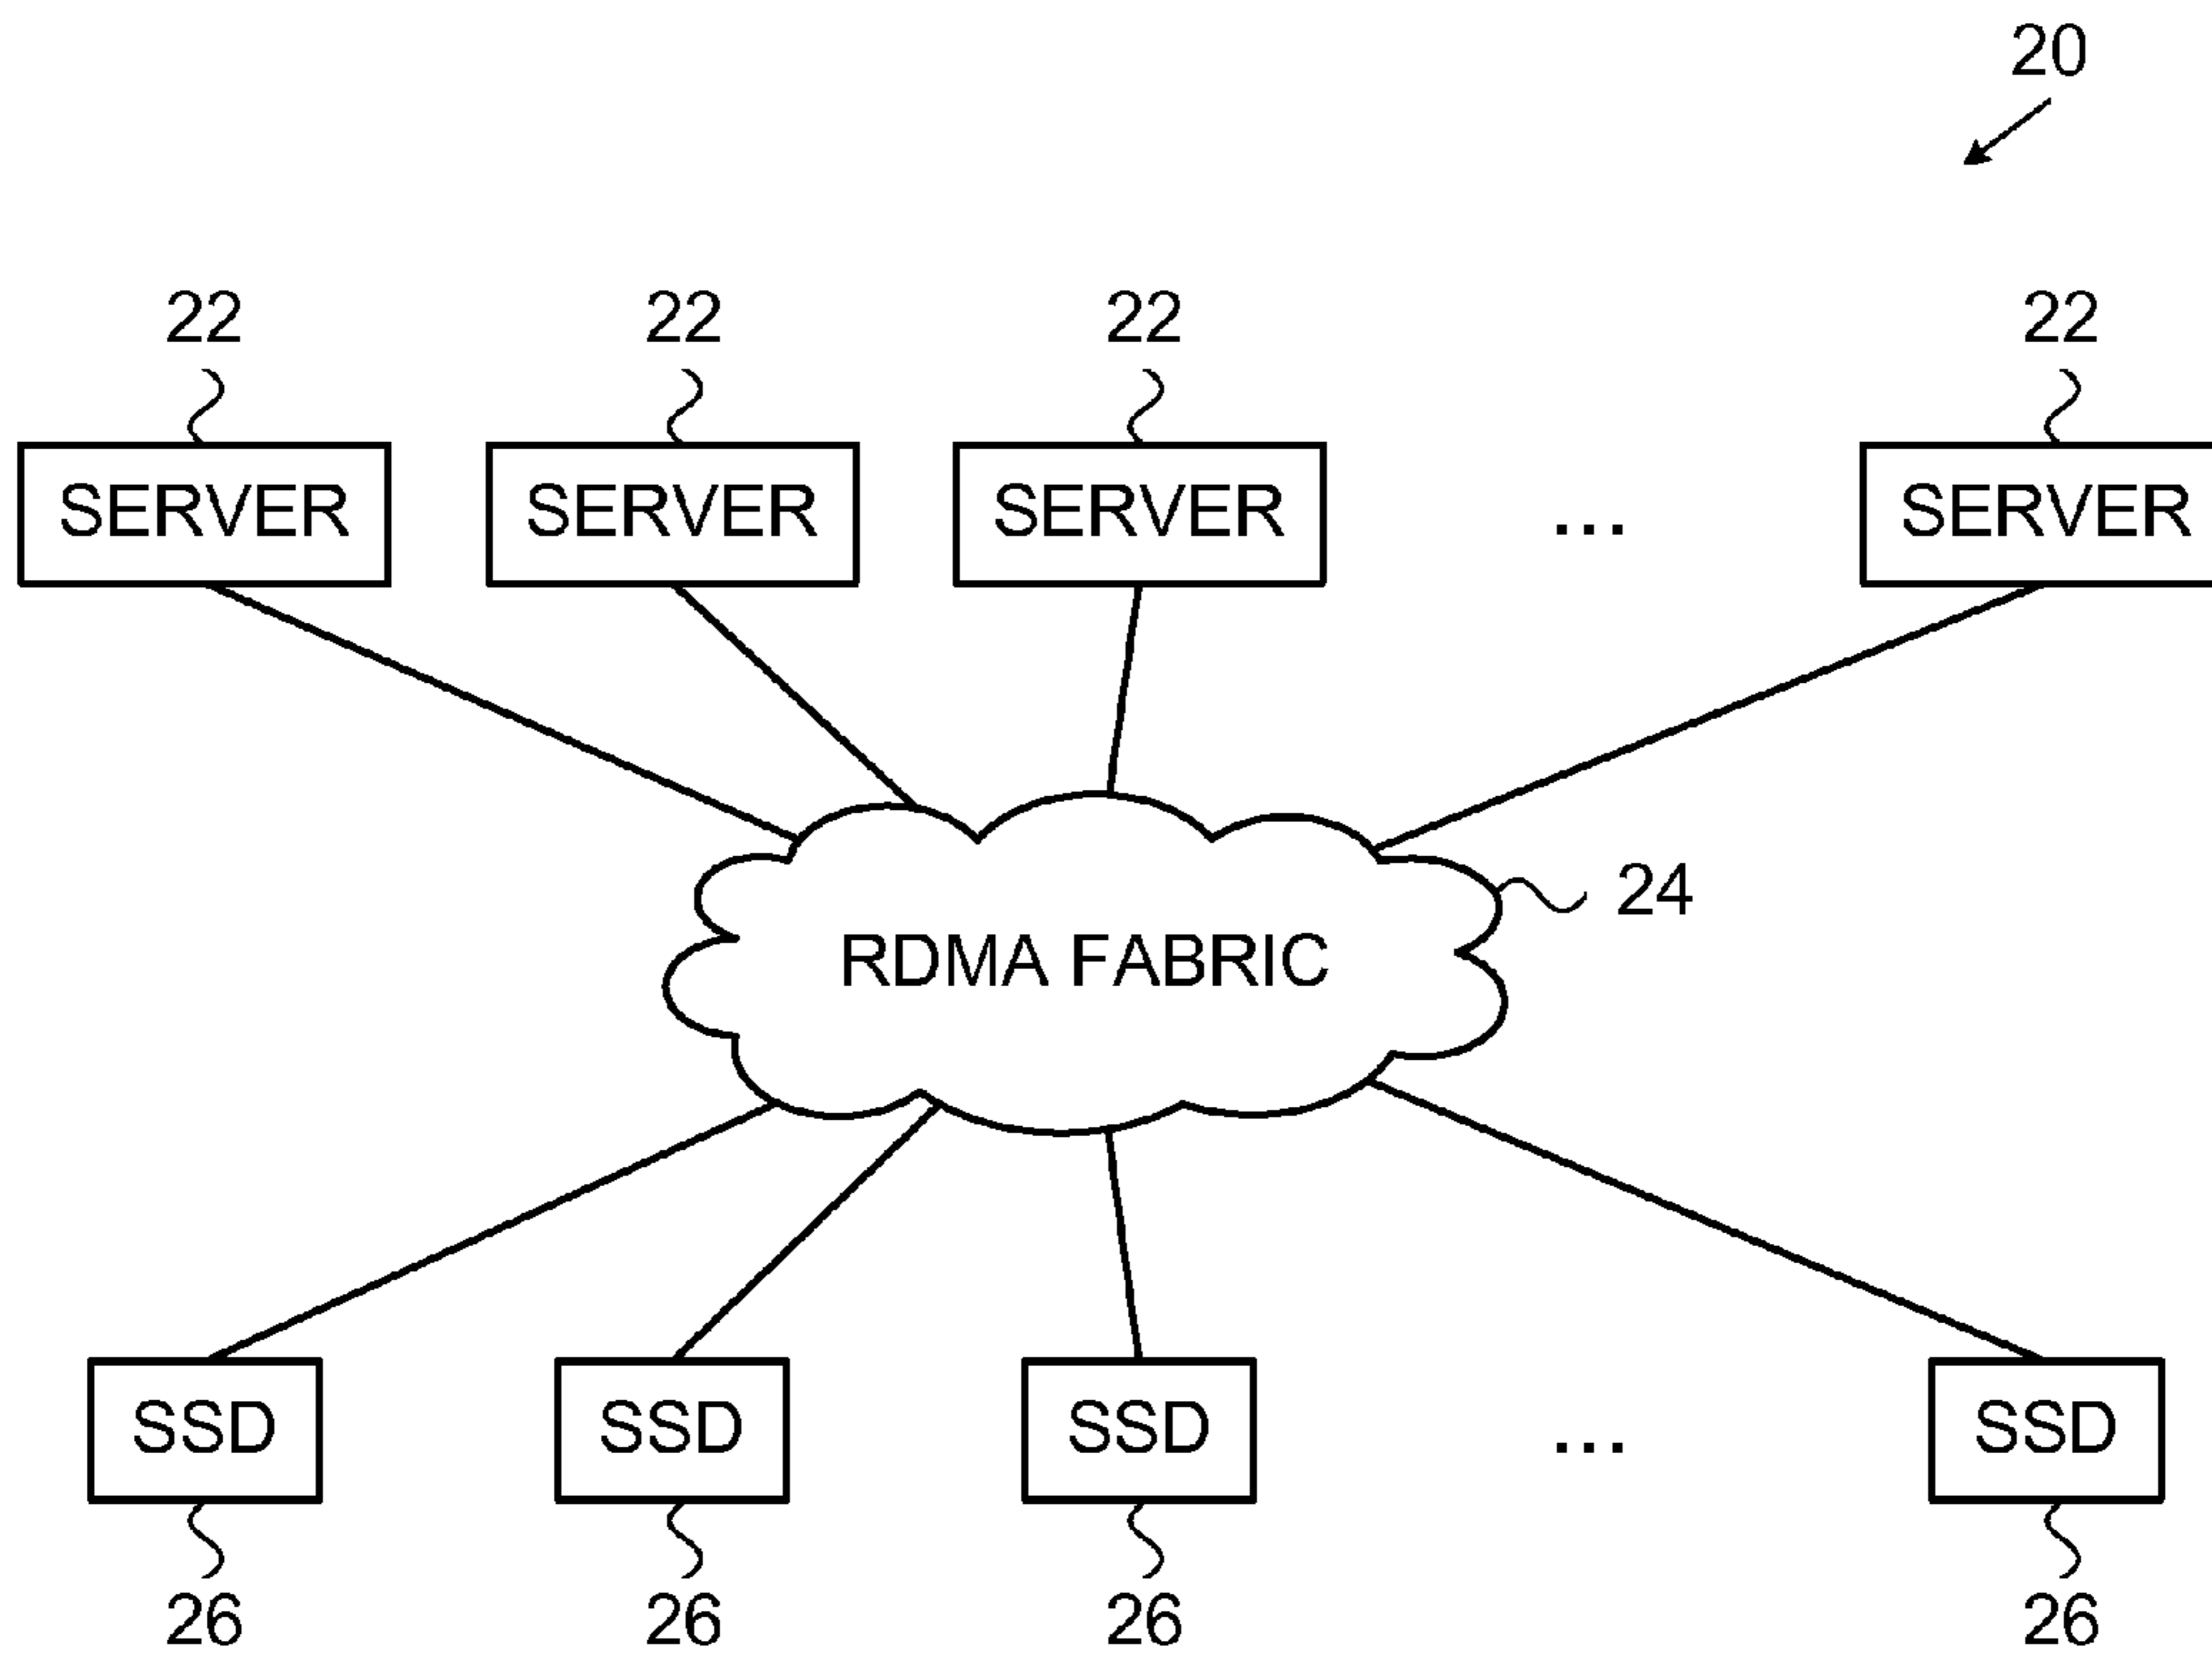 20
22 22 22 22
SERVER SERVER SERVER ... SERVER
24
RDMA FABRIC
SSD SSD SSD ... SSD
26 26 26 26